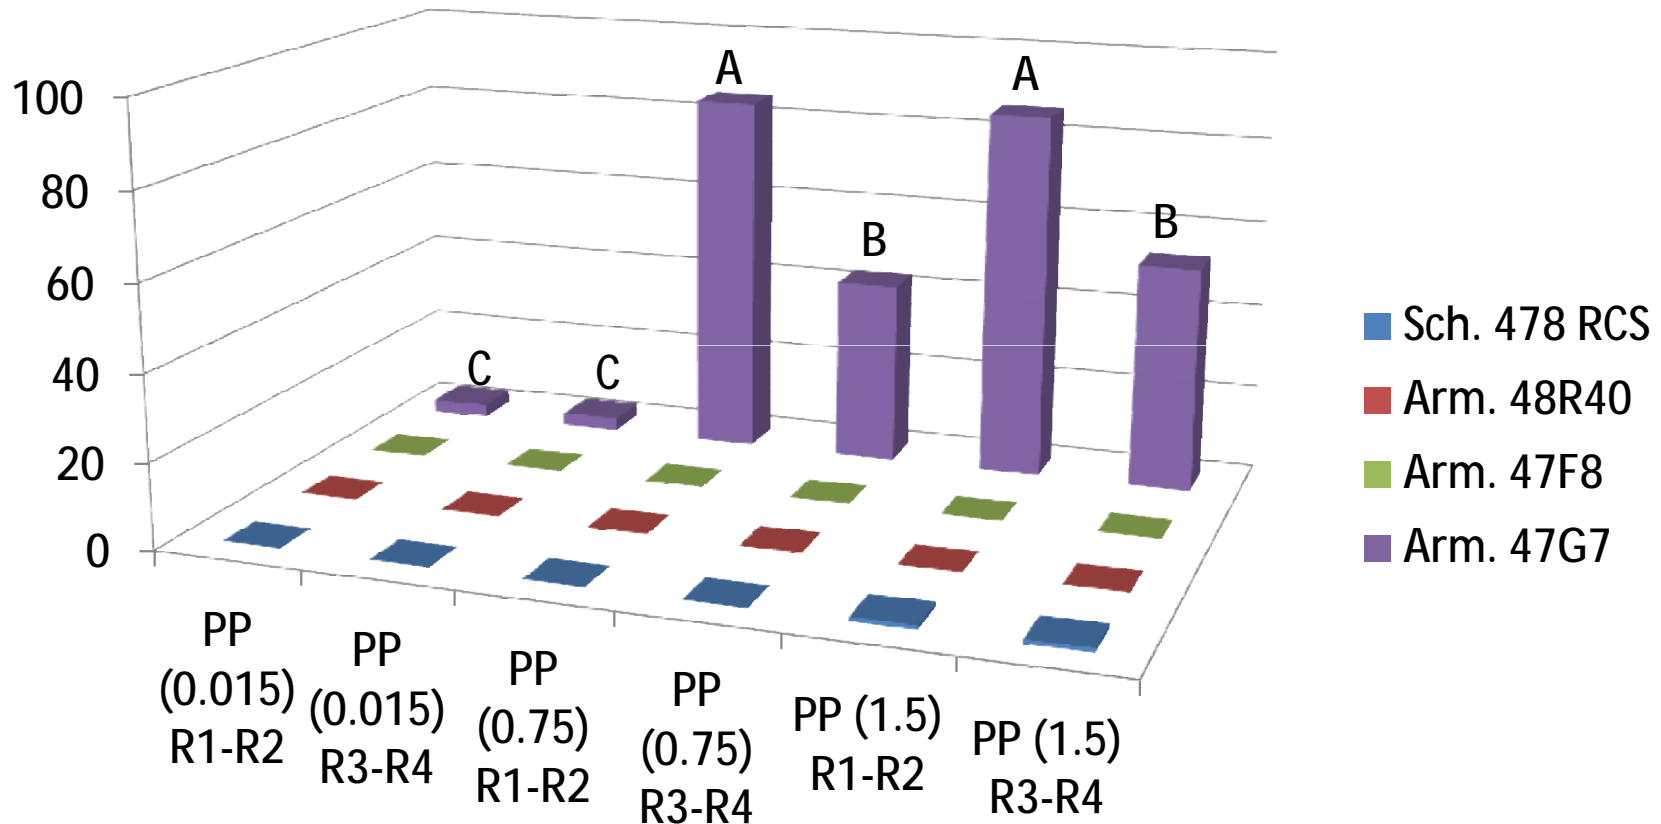 100
80
60
40
20
0
A
A
B
B
C
C
PP
(0.015)
R1-R2
PP
(0.015)
R3-R4
PP
(0.75)
R1-R2
PP
(0.75)
R3-R4
PP (1.5)
R1-R2
PP (1.5)
R3-R4
Sch. 478 RCS
Arm. 48R40
Arm. 47F8
Arm. 47G7